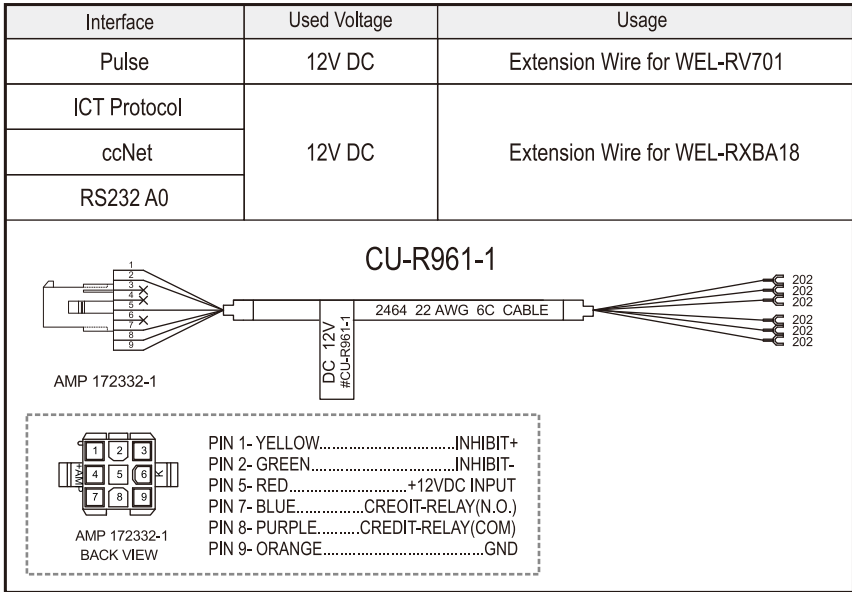 Interface Used Voltage Usage
Pulse 12V DC Extension Wire for WEL-RV701
ICT Protocol
ccNet 12V DC Extension Wire for WEL-RXBA18
RS232 A0
CU-R961-1
1
2
3
4
5
6
7
8
9
AMP 172332-1
DC 12V
#CU-R961-1
2464 22 AWG 6C CABLE
202
202
202
202
202
202
1 2 3
4 5 6
7 8 9
+AM
K
AMP 172332-1
BACK VIEW
PIN 1- YELLOW..............................INHIBIT+
PIN 2- GREEN................................INHIBIT-
PIN 5- RED..........................+12VDC INPUT
PIN 7- BLUE..............CREOIT-RELAY(N.O.)
PIN 8- PURPLE..........CREDIT-RELAY(COM)
PIN 9- ORANGE.....................................GND